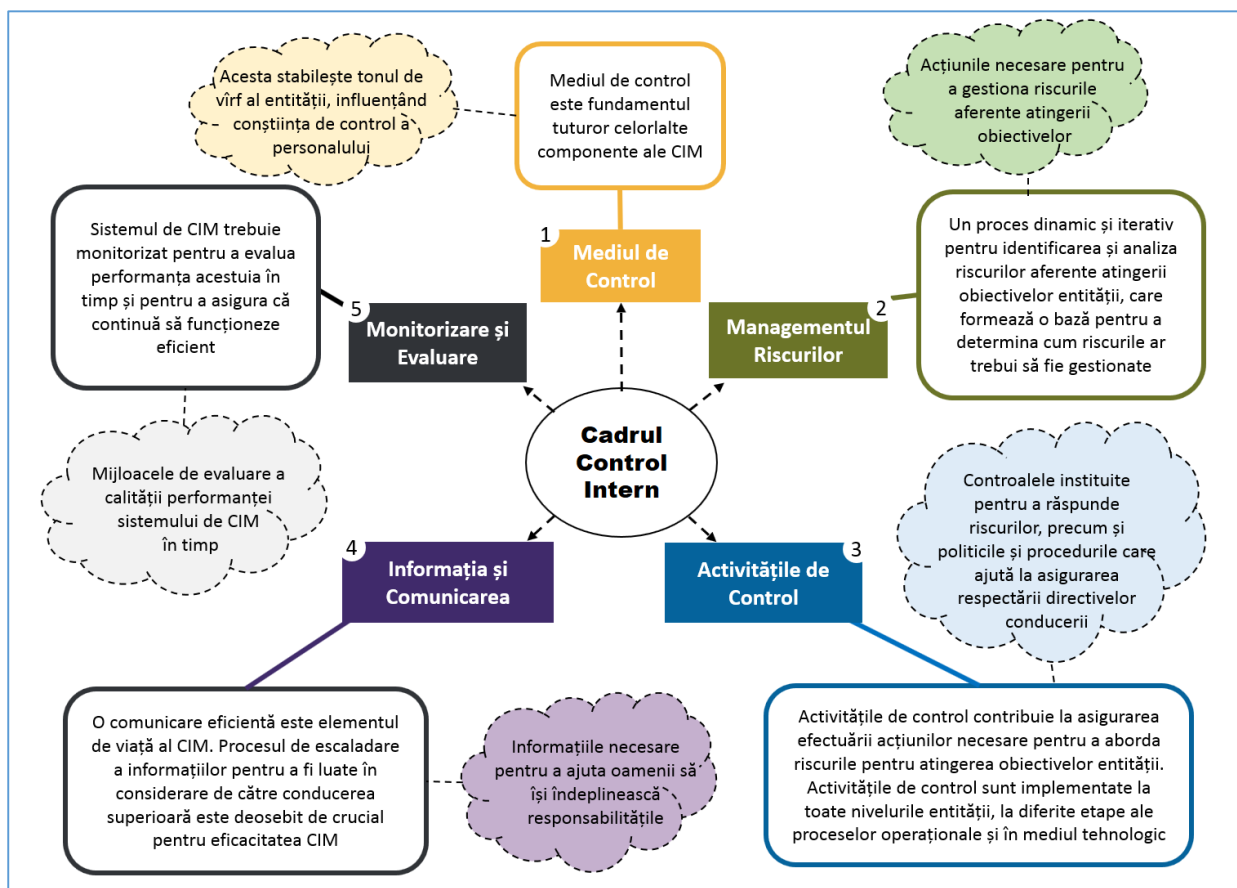 Acesta stabilește tonul de
vîrf al entității, influențând
conștiința de control a
personalului
Mediul de control
este fundamentul
tuturor celorlalte
componente ale CIM
Acțiunile necesare pentru
a gestiona riscurile
aferente atingerii
obiectivelor
Sistemul de CIM trebuie
monitorizat pentru a evalua
performanța acestuia în
timp și pentru a asigura că
continuă să funcționeze
eficient
1
Mediul de
Control
Un proces dinamic și iterativ
pentru identificarea și analiza
riscurilor aferente atingerii
obiectivelor entității, care
formează o bază pentru a
determina cum riscurile ar
trebui să fie gestionate
5
Monitorizare și
Evaluare
2
Managementul
Riscurilor
Cadrul
Control
Intern
Mijloacele de evaluare a
calității performanței
sistemului de CIM
în timp
Controalele instituite
pentru a răspunde
riscurilor, precum și
politicile și procedurile care
ajută la asigurarea
respectării directivelor
conducerii
4
Informația și
Comunicarea
3
Activitățile de
Control
O comunicare eficientă este elementul
de viață al CIM. Procesul de escaladare
a informațiilor pentru a fi luate în
considerare de către conducerea
superioară este deosebit de crucial
pentru eficacitatea CIM
Informațiile necesare
pentru a ajuta oamenii să
își îndeplinească
responsabilitățile
Activitățile de control contribuie la asigurarea
efectuării acțiunilor necesare pentru a aborda
riscurile pentru atingerea obiectivelor entității.
Activitățile de control sunt implementate la
toate nivelurile entității, la diferite etape ale
proceselor operaționale și în mediul tehnologic